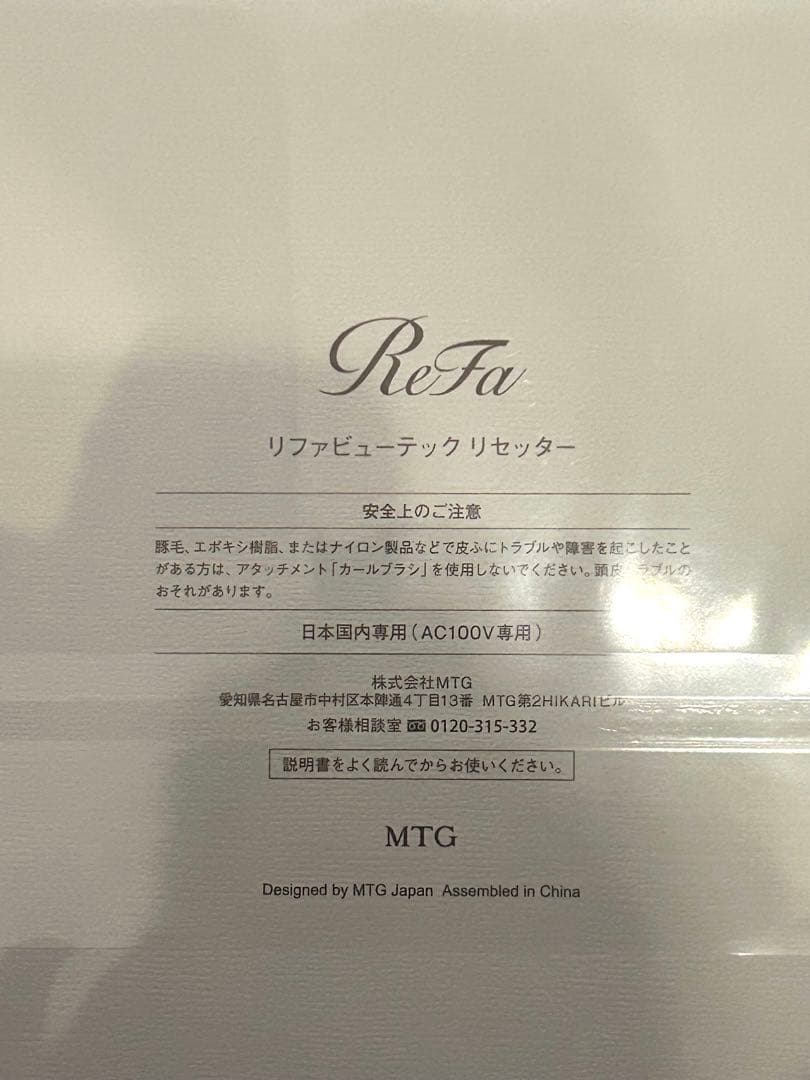 ReFa
リファビューテック リセッター
安全上のご注意
豚毛、エポキシ樹脂、またはナイロン製品などで皮ふにトラブルや障害を起こしたこと
がある方は、アタッチメント「カールブラシ」を使用しないでください。頭皮トラブルの
おそれがあります。
日本国内専用(AC100V専用)
株式会社MTG
愛知県名古屋市中村区本陣通4丁目13番 MTG第2HIKARIビル
お客様相談室 0120-315-332
説明書をよく読んでからお使いください。
MTG
Designed by MTG Japan Assembled in China